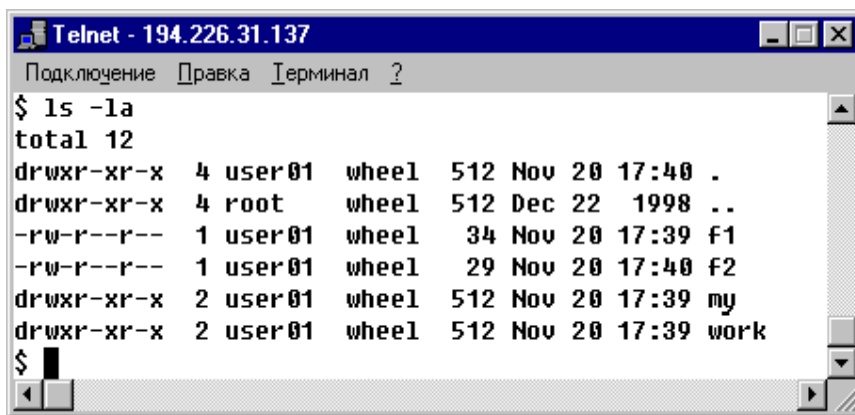 Telnet - 194.226.31.137
Подключение Правка Терминал ?
$ ls -la
total 12
drwxr-xr-x 4 user01 wheel 512 Nov 20 17:40 .
drwxr-xr-x 4 root wheel 512 Dec 22 1998 ..
-rw-r--r-- 1 user01 wheel 34 Nov 20 17:39 f1
-rw-r--r-- 1 user01 wheel 29 Nov 20 17:40 f2
drwxr-xr-x 2 user01 wheel 512 Nov 20 17:39 my
drwxr-xr-x 2 user01 wheel 512 Nov 20 17:39 work
$